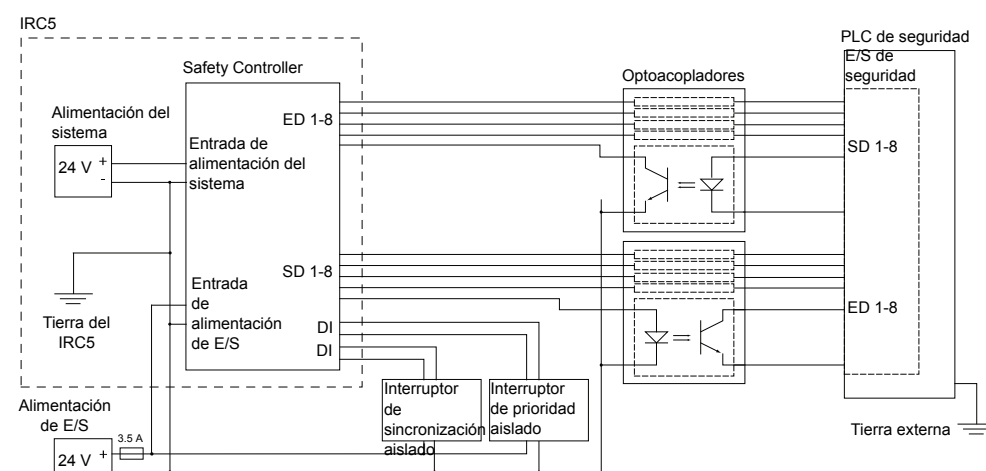 IRC5
PLC de seguridad
E/S de
seguridad
Safety Controller
Optoacopladores
Alimentación del
sistema
24 V + -
ED 1-8
Entrada de
alimentación del
sistema
SD 1-8
SD 1-8
Entrada
de
alimentación
de E/S
ED 1-8
Tierra del
IRC5
DI
DI
Interruptor
de
sincronización
aislado
Interruptor
de prioridad
aislado
Alimentación
de E/S
24 V +
3.5 A
Tierra externa